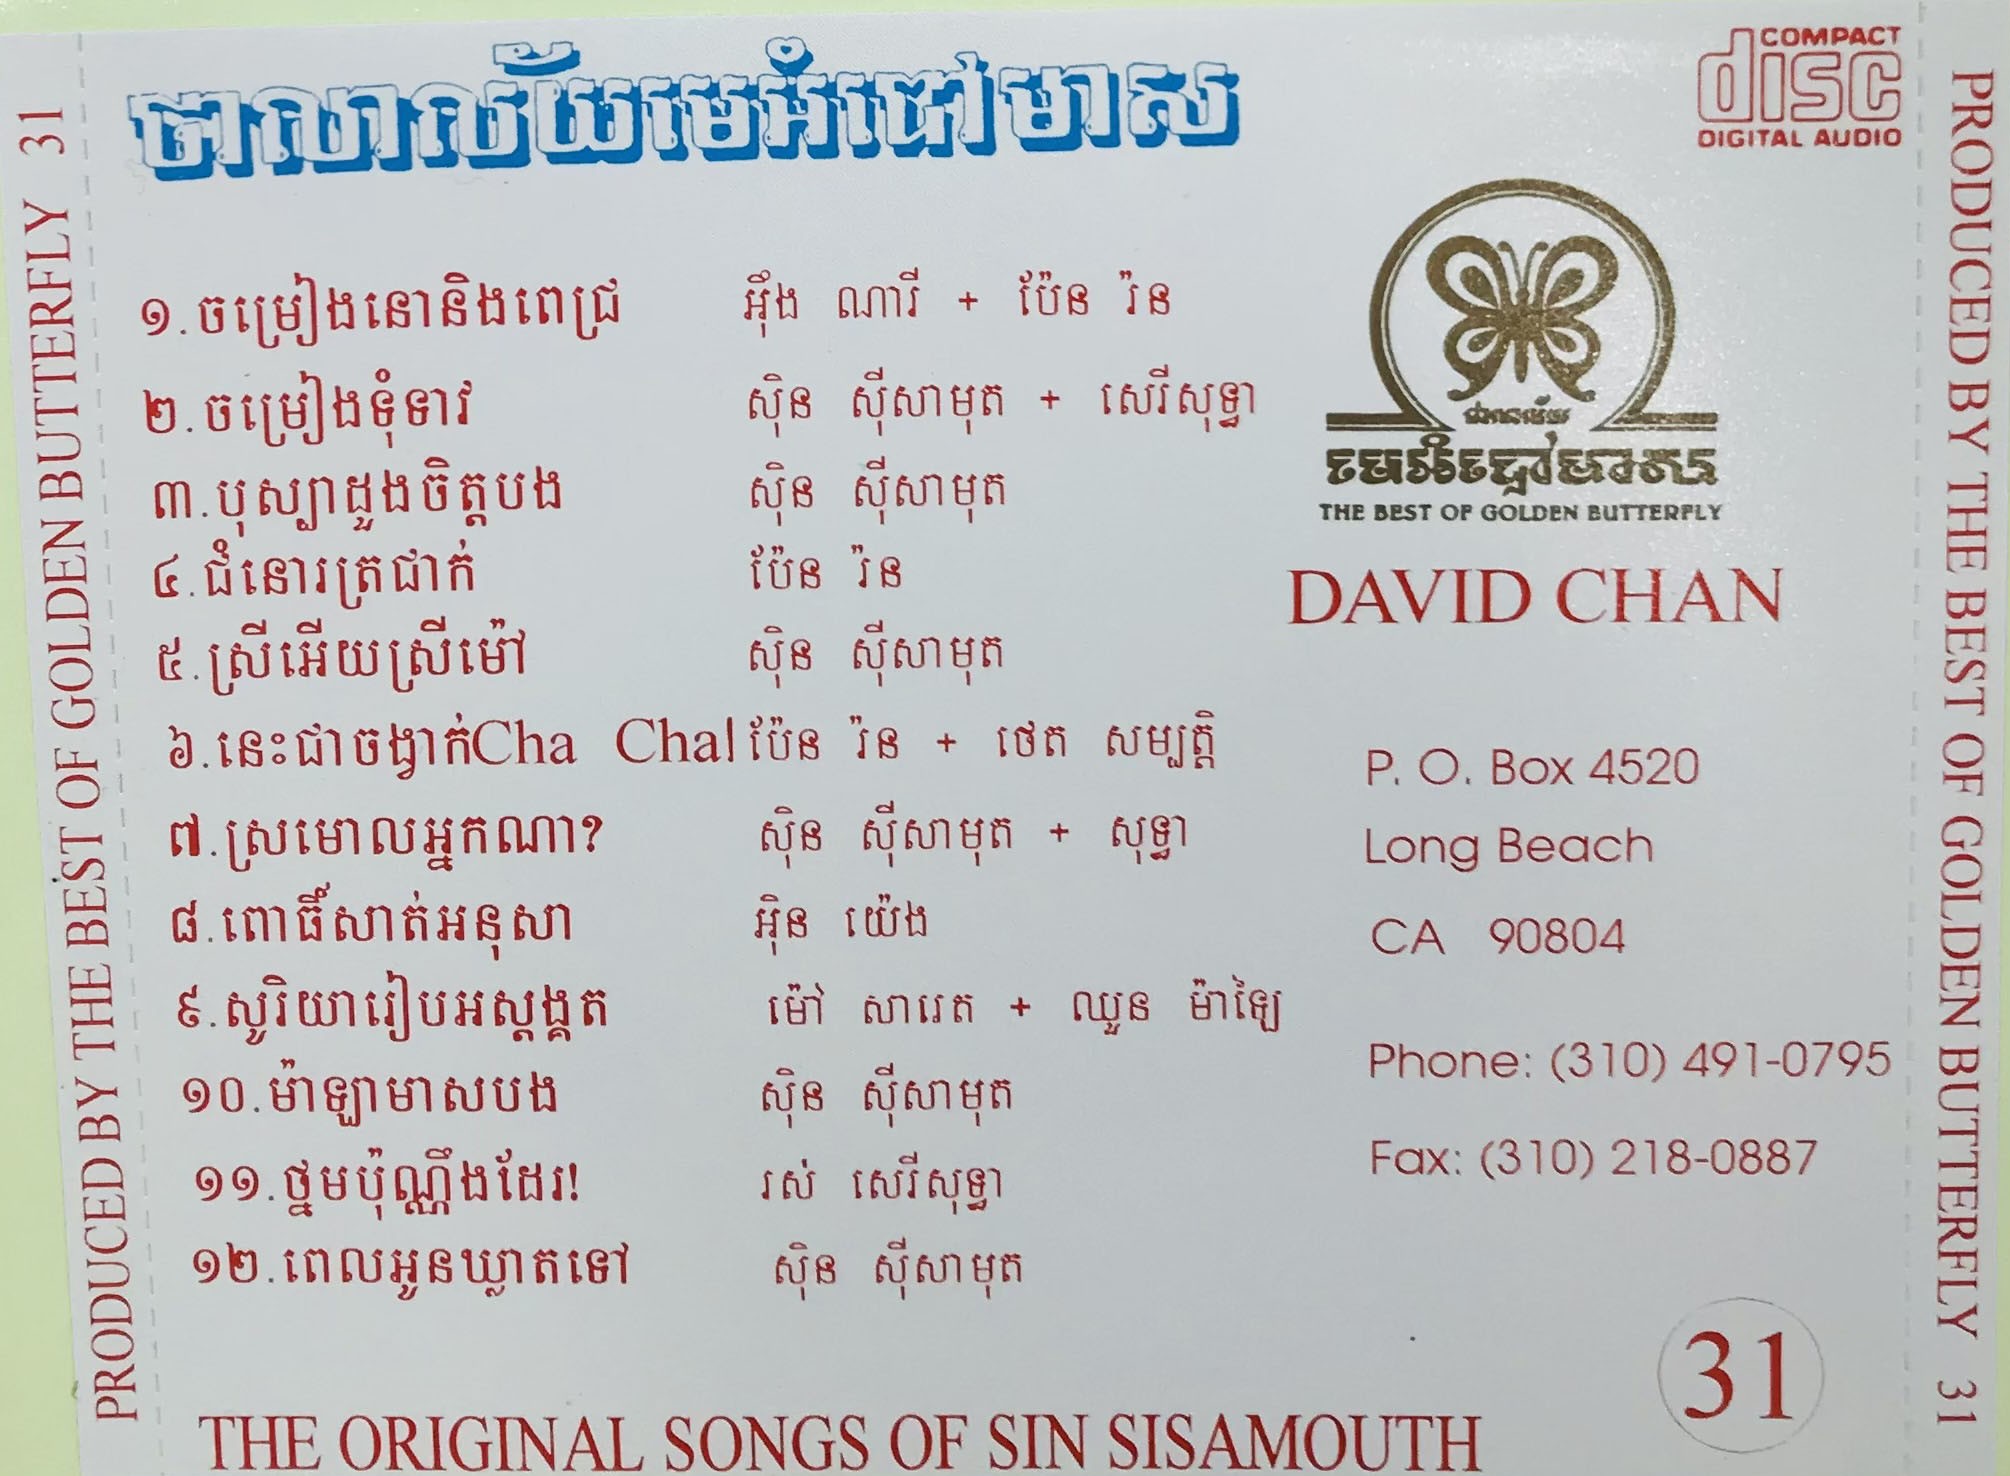 ផាលាល័យមេអំបៅមាស
COMPACT
disc
DIGITAL AUDIO
១.ចម្រៀងនោនិងពេជ្រ អ៊ឹង ណារី + ប៉ែន រ៉ន
២.ចម្រៀងទុំទាវ ស៊ិន ស៊ីសាមុត + សេរីសុទ្ធា
៣.បុស្បាដួងចិត្តបង ស៊ិន ស៊ីសាមុត
៤.ជំនោរត្រជាក់ ប៉ែន រ៉ន
៥.ស្រីអើយស្រីម៉ៅ ស៊ិន ស៊ីសាមុត
៦.នេះជាចង្វាក់Cha Cha! ប៉ែន រ៉ន + ថេត សម្បត្តិ
៧.ស្រមោលអ្នកណា? ស៊ិន ស៊ីសាមុត + សុទ្ធា
៨.ពោធិ៍សាត់អនុសា អ៊ិន យ៉េង
៩.សូរិយារៀបអស្តង្គត ម៉ៅ សារេត + ឈួន ម៉ាឡៃ
១០.ម៉ាឡាមាសបង ស៊ិន ស៊ីសាមុត
១១.ថ្នមប៉ុណ្ណឹងដែរ! រស់ សេរីសុទ្ធា
១២.ពេលអូនឃ្លាតទៅ ស៊ិន ស៊ីសាមុត
THE ORIGINAL SONGS OF SIN SISAMOUTH
មេអំបៅមាស
THE BEST OF GOLDEN BUTTERFLY
DAVID CHAN
P. O. Box 4520
Long Beach
CA 90804
Phone: (310) 491-0795
Fax: (310) 218-0887
31
PRODUCED BY THE BEST OF GOLDEN BUTTERFLY 31
PRODUCED BY THE BEST OF GOLDEN BUTTERFLY 31